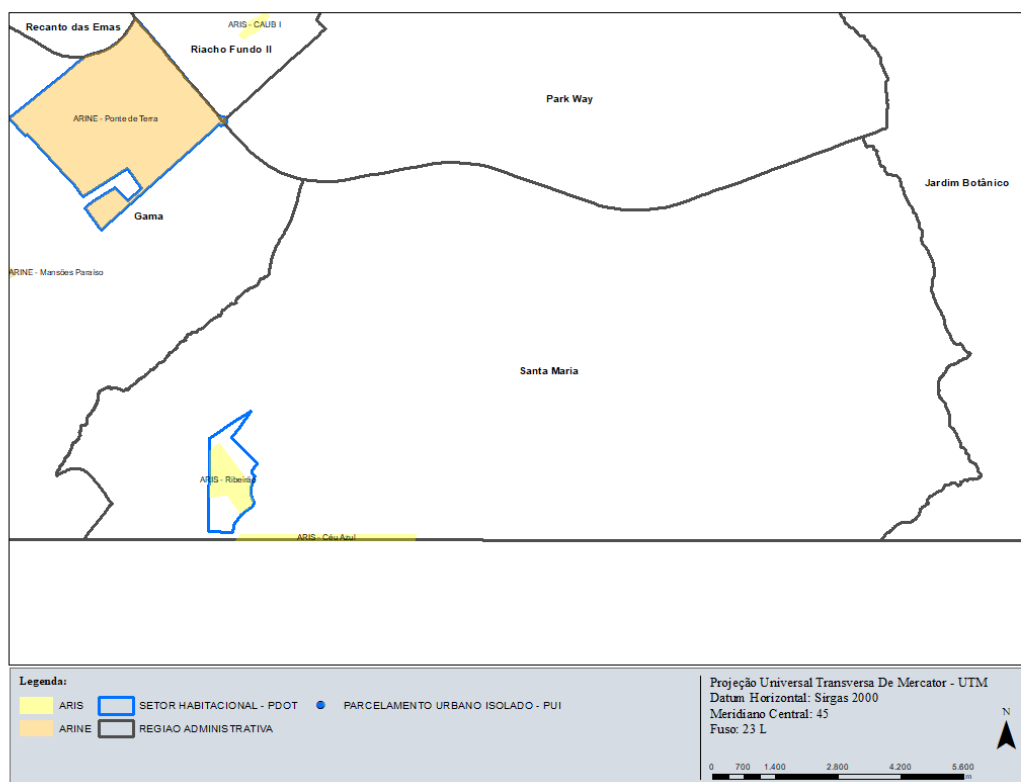 Recanto das Emas
ARIS - CAUB I
Riacho Fundo II
Park Way
ARINE - Ponte de Terra
Jardim Botânico
Gama
ARINE - Mansões Paraíso
Santa Maria
ARIS - Ribeirão
ARIS - Céu Azul
Legenda:
ARIS
SETOR HABITACIONAL - PDOT
PARCELAMENTO URBANO ISOLADO - PUI
ARINE
REGIAO ADMINISTRATIVA
Projeção Universal Transversa De Mercator - UTM
Datum Horizontal: Sirgas 2000
Meridiano Central: 45
Fuso: 23 L
N
0 700 1.400 2.800 4.200 5.600
m